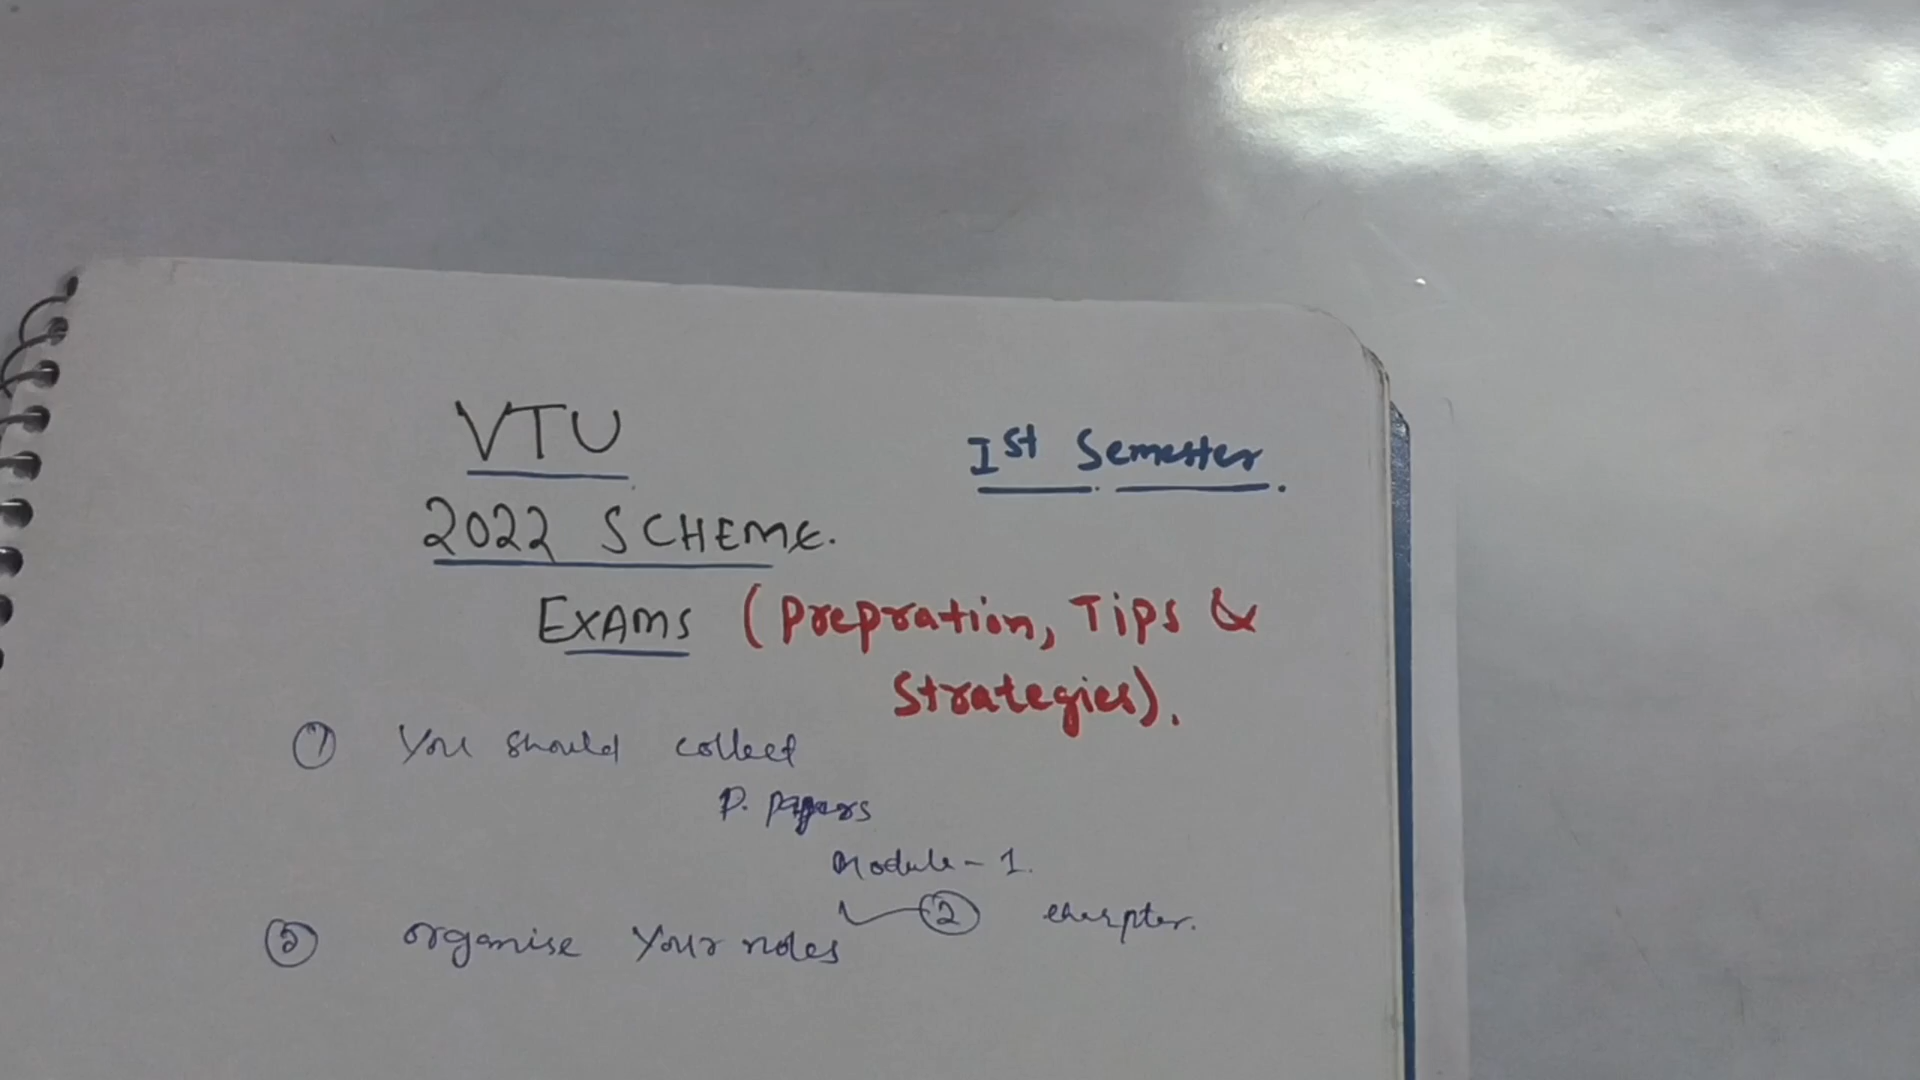 VTU
Ist Semester.
2022 SCHEME.
EXAMS (Prepration, Tips &
Strategies).
① You should collect
P. papers
Module - 1.
② chapter.
② organise Your notes